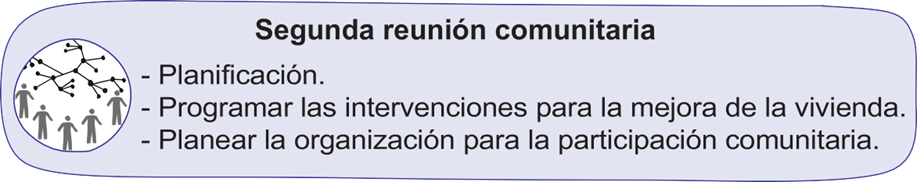 Segunda reunión comunitaria
- Planificación.
- Programar las intervenciones para la mejora de la vivienda.
- Planear la organización para la participación comunitaria.